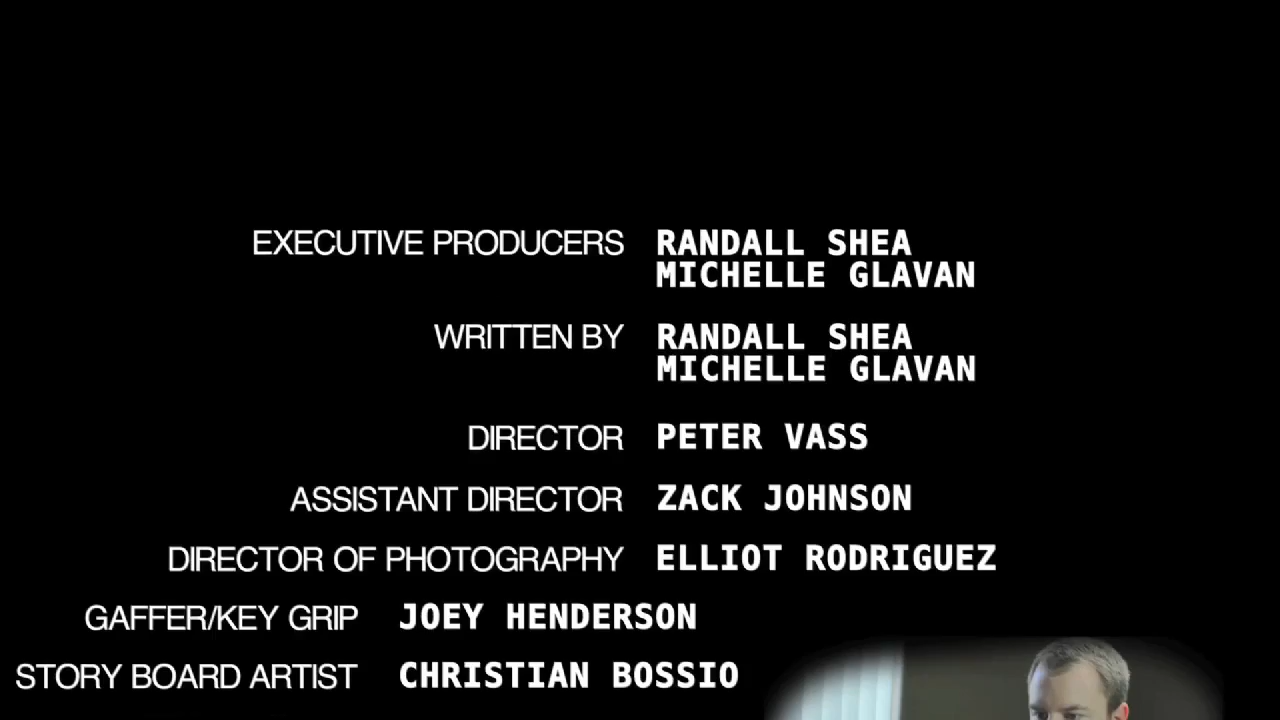 EXECUTIVE PRODUCERS RANDALL SHEA
MICHELLE GLAVAN
WRITTEN BY RANDALL SHEA
MICHELLE GLAVAN
DIRECTOR PETER VASS
ASSISTANT DIRECTOR ZACK JOHNSON
DIRECTOR OF PHOTOGRAPHY ELLIOT RODRIGUEZ
GAFFER/KEY GRIP JOEY HENDERSON
STORY BOARD ARTIST CHRISTIAN BOSSIO